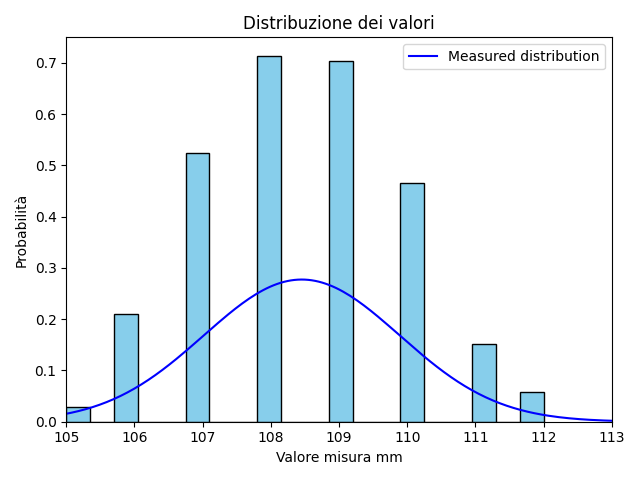 Distribuzione dei valori
Measured distribution
Probabilità
0.7
0.6
0.5
0.4
0.3
0.2
0.1
0.0
105 106 107 108 109 110 111 112 113
Valore misura mm